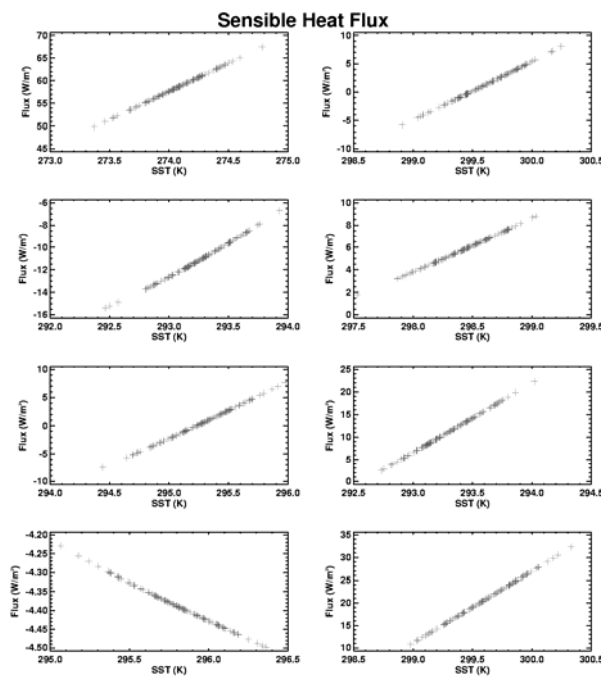 Sensible Heat Flux
70
65
60
55
50
45
Flux (W/m²)
273.0 273.5 274.0 274.5 275.0
SST (K)
10
5
0
-5
-10
Flux (W/m²)
298.5 299.0 299.5 300.0 300.5
SST (K)
-6
-8
-10
-12
-14
-16
Flux (W/m²)
292.0 292.5 293.0 293.5 294.0
SST (K)
10
8
6
4
2
0
Flux (W/m²)
297.5 298.0 298.5 299.0 299.5
SST (K)
10
5
0
-5
-10
Flux (W/m²)
294.0 294.5 295.0 295.5 296.0
SST (K)
25
20
15
10
5
0
Flux (W/m²)
292.5 293.0 293.5 294.0 294.5
SST (K)
-4.20
-4.25
-4.30
-4.35
-4.40
-4.45
-4.50
Flux (W/m²)
295.0 295.5 296.0 296.5
SST (K)
35
30
25
20
15
10
Flux (W/m²)
298.5 299.0 299.5 300.0 300.5
SST (K)